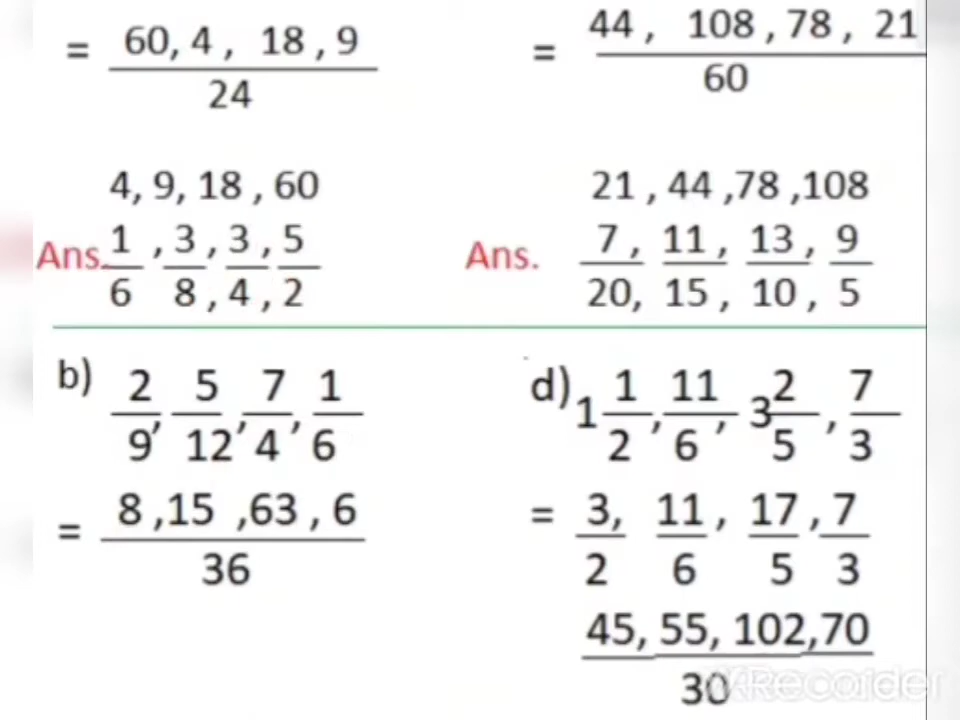 = 60, 4 , 18 , 9
24
4, 9, 18 , 60
Ans. 1 , 3 , 3 , 5
6 8 , 4 , 2
= 44 , 108 , 78 , 21
60
21 , 44 ,78 ,108
Ans. 7 , 11 , 13 , 9
20, 15 , 10 , 5
b) 2 5 7 1
9, 12, 4, 6
= 8 ,15 ,63 , 6
36
d) 1 1 , 11 , 3 2 , 7
2 6 5 3
= 3, 11 , 17 , 7
2 6 5 3
45, 55, 102,70
30